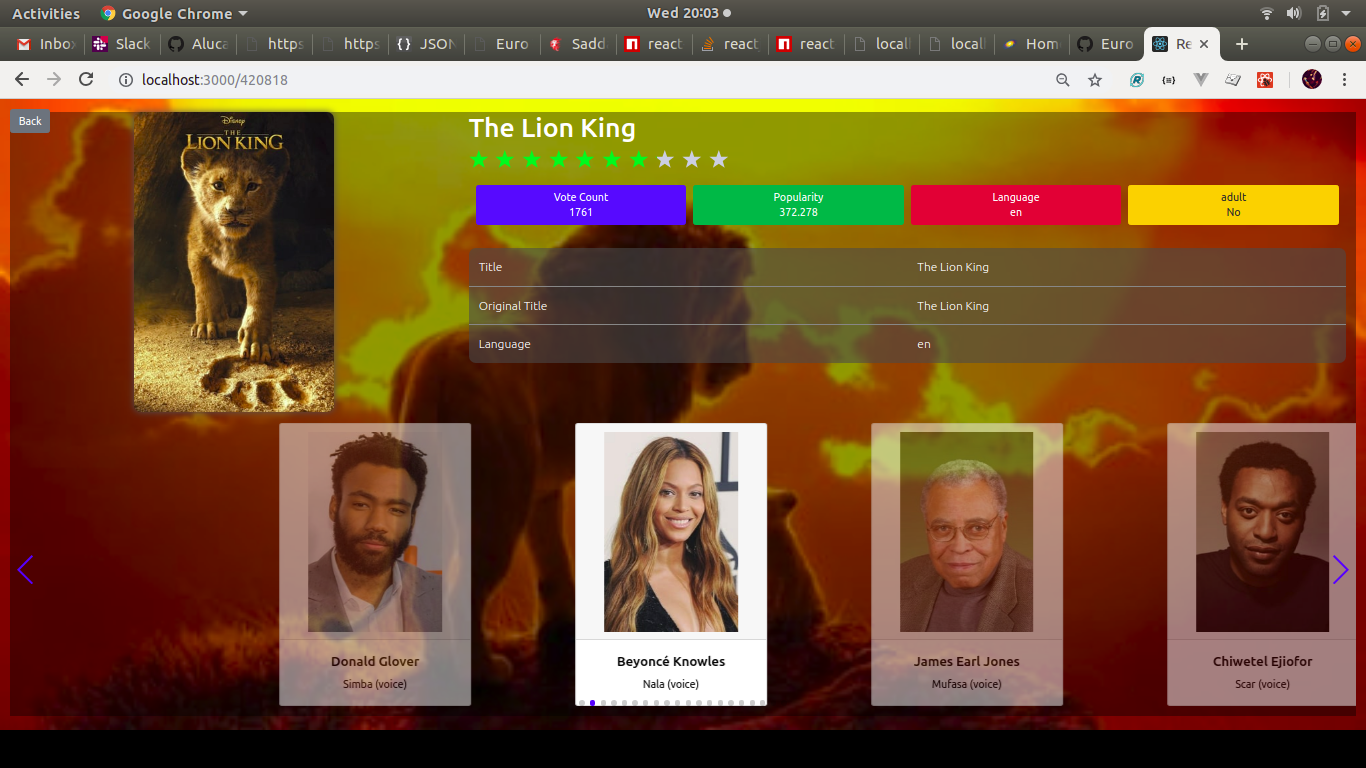 Activities Google Chrome Wed 20:03
Inbo Slack Aluca https https JSON Euro Sadd react react react local local Hom Euro Re
localhost:3000/420818
Back
Disney
THE
LION KING
The Lion King
Vote Count
1761
Popularity
372.278
Language
en
adult
No
Title The Lion King
Original Title The Lion King
Language en
Donald Glover
Simba (voice)
Beyoncé Knowles
Nala (voice)
James Earl Jones
Mufasa (voice)
Chiwetel Ejiofor
Scar (voice)